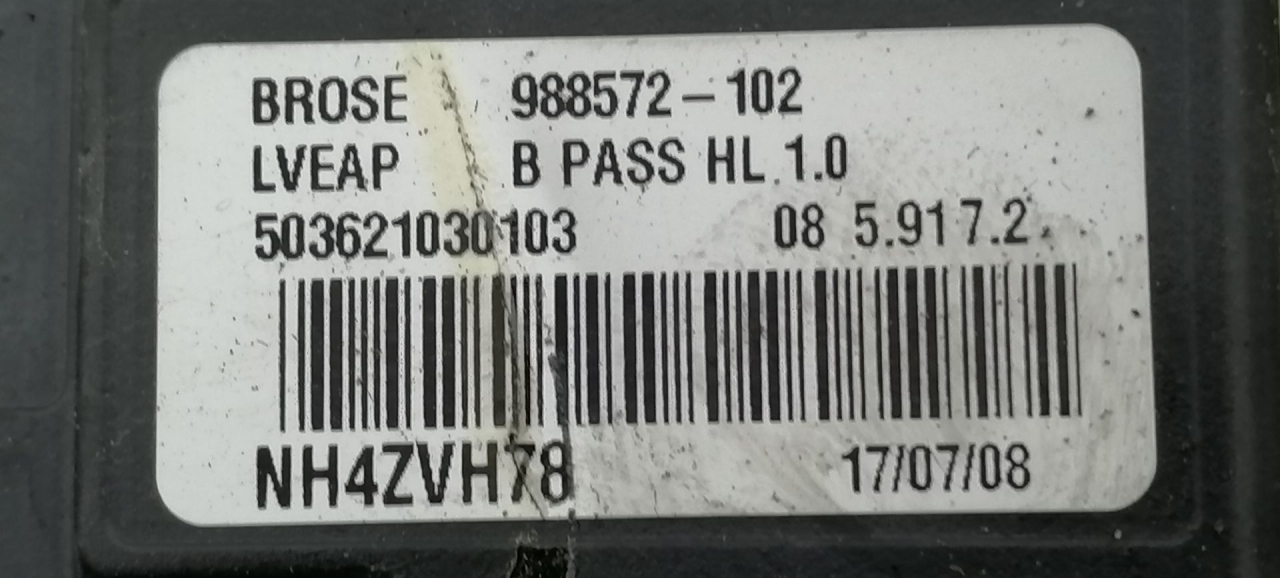 BROSE 988572-102
LVEAP B PASS HL 1.0
503621030103 08 5.917.2
NH4ZVH78 17/07/08